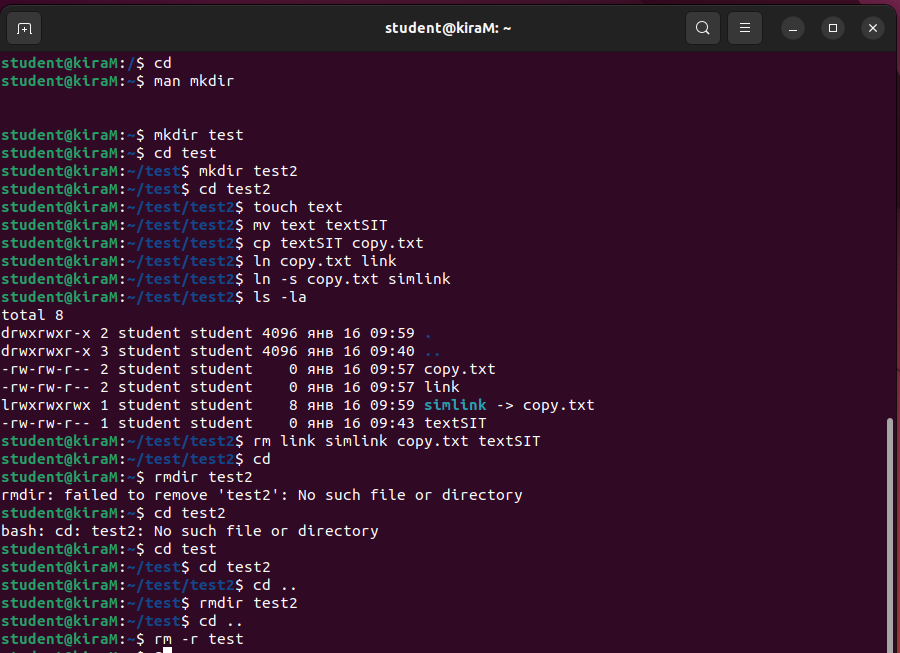 student@kiraM: ~
student@kiraM:/$ cd
student@kiraM:~$ man mkdir
student@kiraM:~$ mkdir test
student@kiraM:~$ cd test
student@kiraM:~/test$ mkdir test2
student@kiraM:~/test$ cd test2
student@kiraM:~/test/test2$ touch text
student@kiraM:~/test/test2$ mv text textSIT
student@kiraM:~/test/test2$ cp textSIT copy.txt
student@kiraM:~/test/test2$ ln copy.txt link
student@kiraM:~/test/test2$ ln -s copy.txt simlink
student@kiraM:~/test/test2$ ls -la
total 8
drwxrwxr-x 2 student student 4096 янв 16 09:59 .
drwxrwxr-x 3 student student 4096 янв 16 09:40 ..
-rw-rw-r-- 2 student student    0 янв 16 09:57 copy.txt
-rw-rw-r-- 2 student student    0 янв 16 09:57 link
lrwxrwxrwx 1 student student    8 янв 16 09:59 simlink -> copy.txt
-rw-rw-r-- 1 student student    0 янв 16 09:43 textSIT
student@kiraM:~/test/test2$ rm link simlink copy.txt textSIT
student@kiraM:~/test/test2$ cd
student@kiraM:~$ rmdir test2
rmdir: failed to remove 'test2': No such file or directory
student@kiraM:~$ cd test2
bash: cd: test2: No such file or directory
student@kiraM:~$ cd test
student@kiraM:~/test$ cd test2
student@kiraM:~/test/test2$ cd ..
student@kiraM:~/test$ rmdir test2
student@kiraM:~/test$ cd ..
student@kiraM:~$ rm -r test